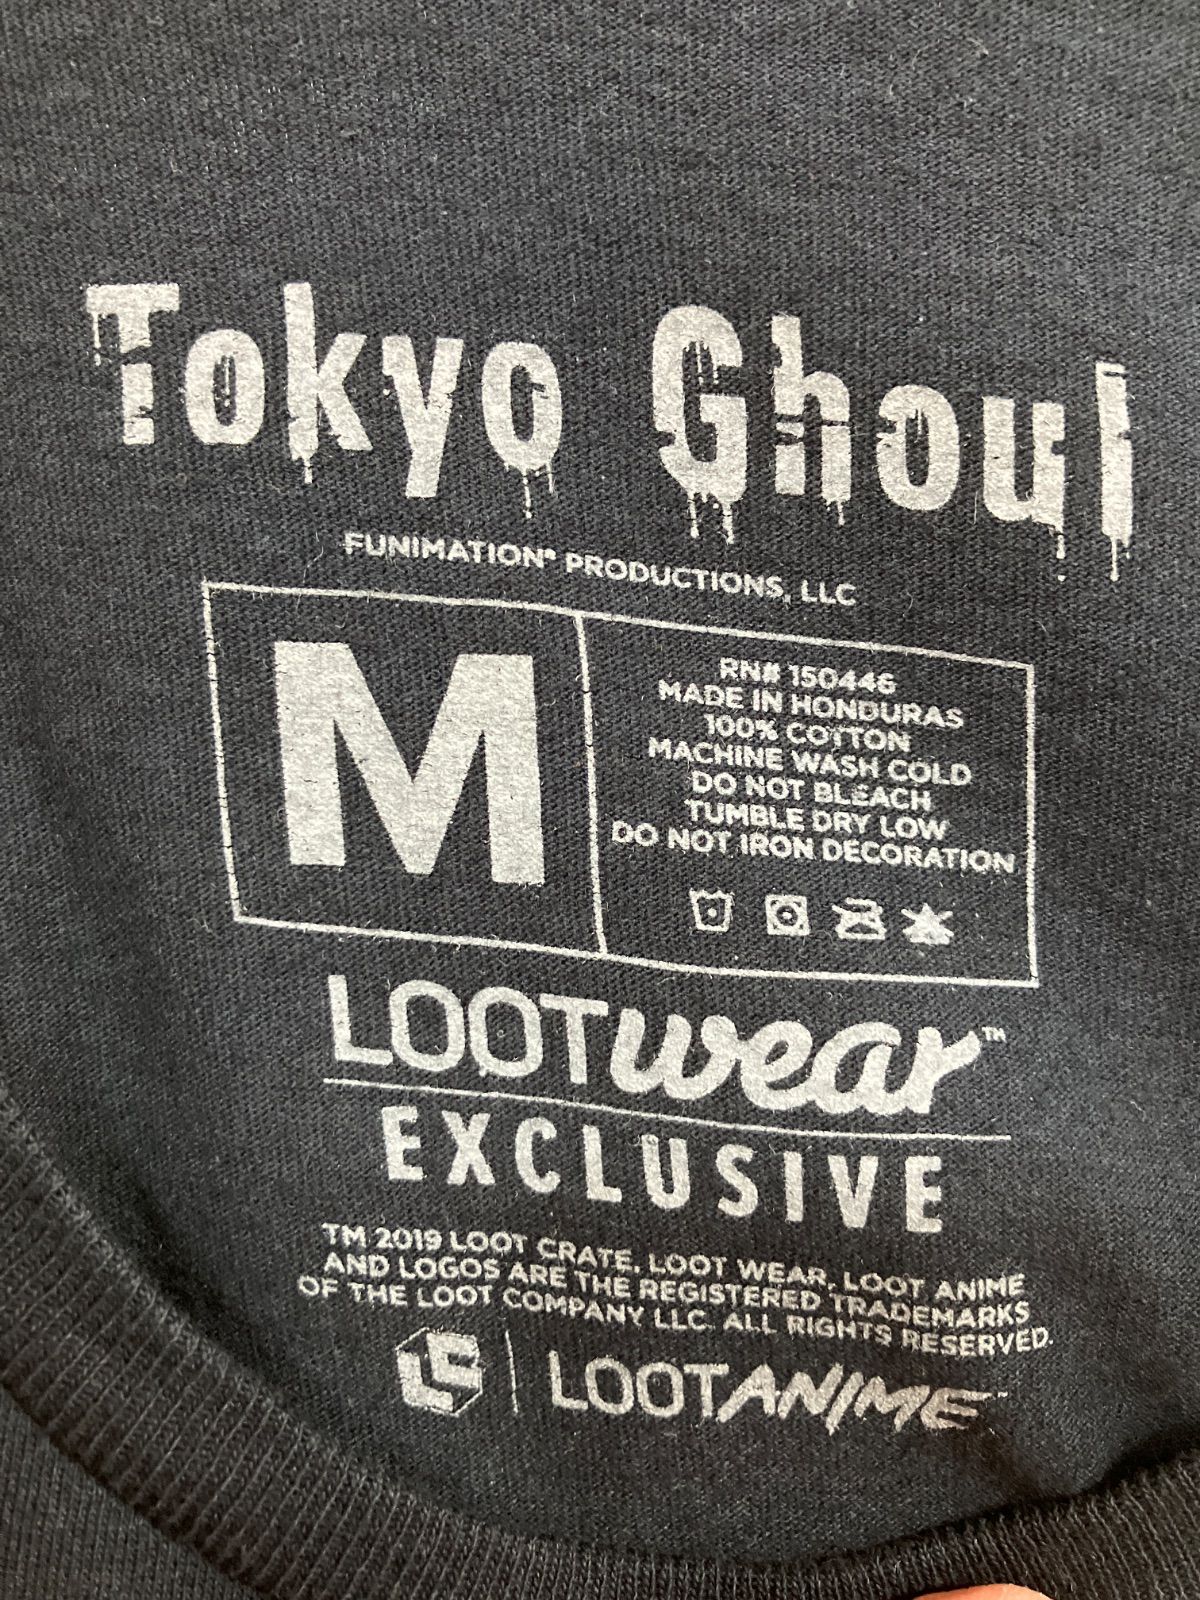 Tokyo Ghoul
FUNIMATION® PRODUCTIONS, LLC
M
RN# 150446
MADE IN HONDURAS
100% COTTON
MACHINE WASH COLD
DO NOT BLEACH
TUMBLE DRY LOW
DO NOT IRON DECORATION
LOOTwear™
EXCLUSIVE
TM 2019 LOOT CRATE, LOOT WEAR, LOOT ANIME
AND LOGOS ARE THE REGISTERED TRADEMARKS
OF THE LOOT COMPANY LLC. ALL RIGHTS RESERVED.
LC | LOOTANIME™